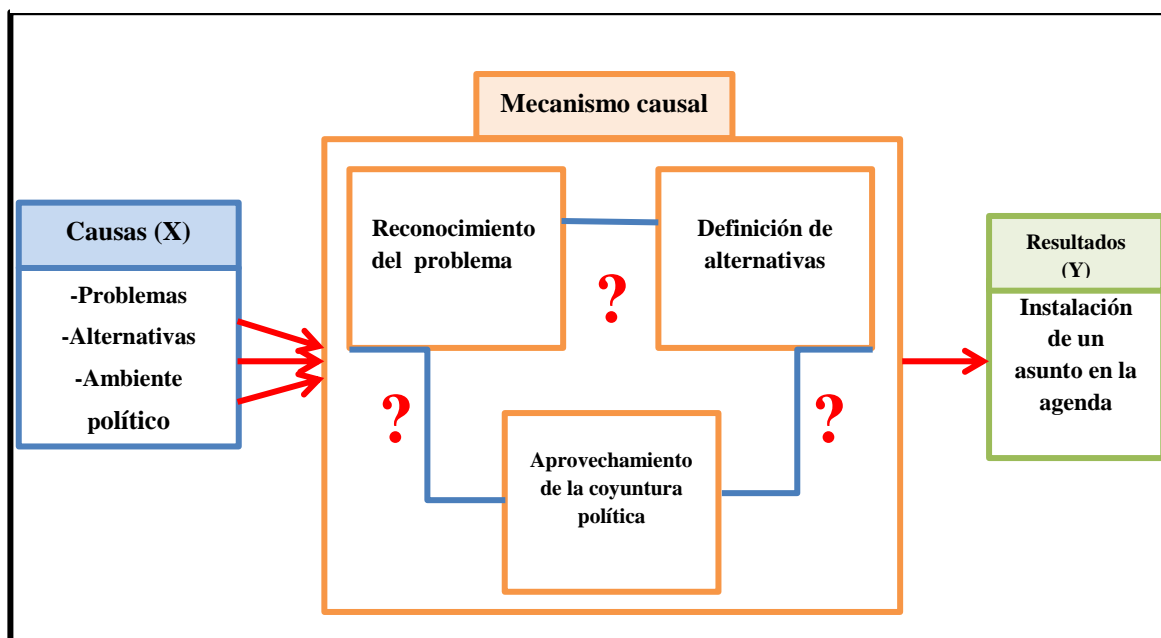 Mecanismo causal
Causas (X)
-Problemas
-Alternativas
-Ambiente
político
Reconocimiento
del problema
?
Definición de
alternativas
?
?
Aprovechamiento
de la coyuntura
política
Resultados
(Y)
Instalación
de un
asunto en la
agenda